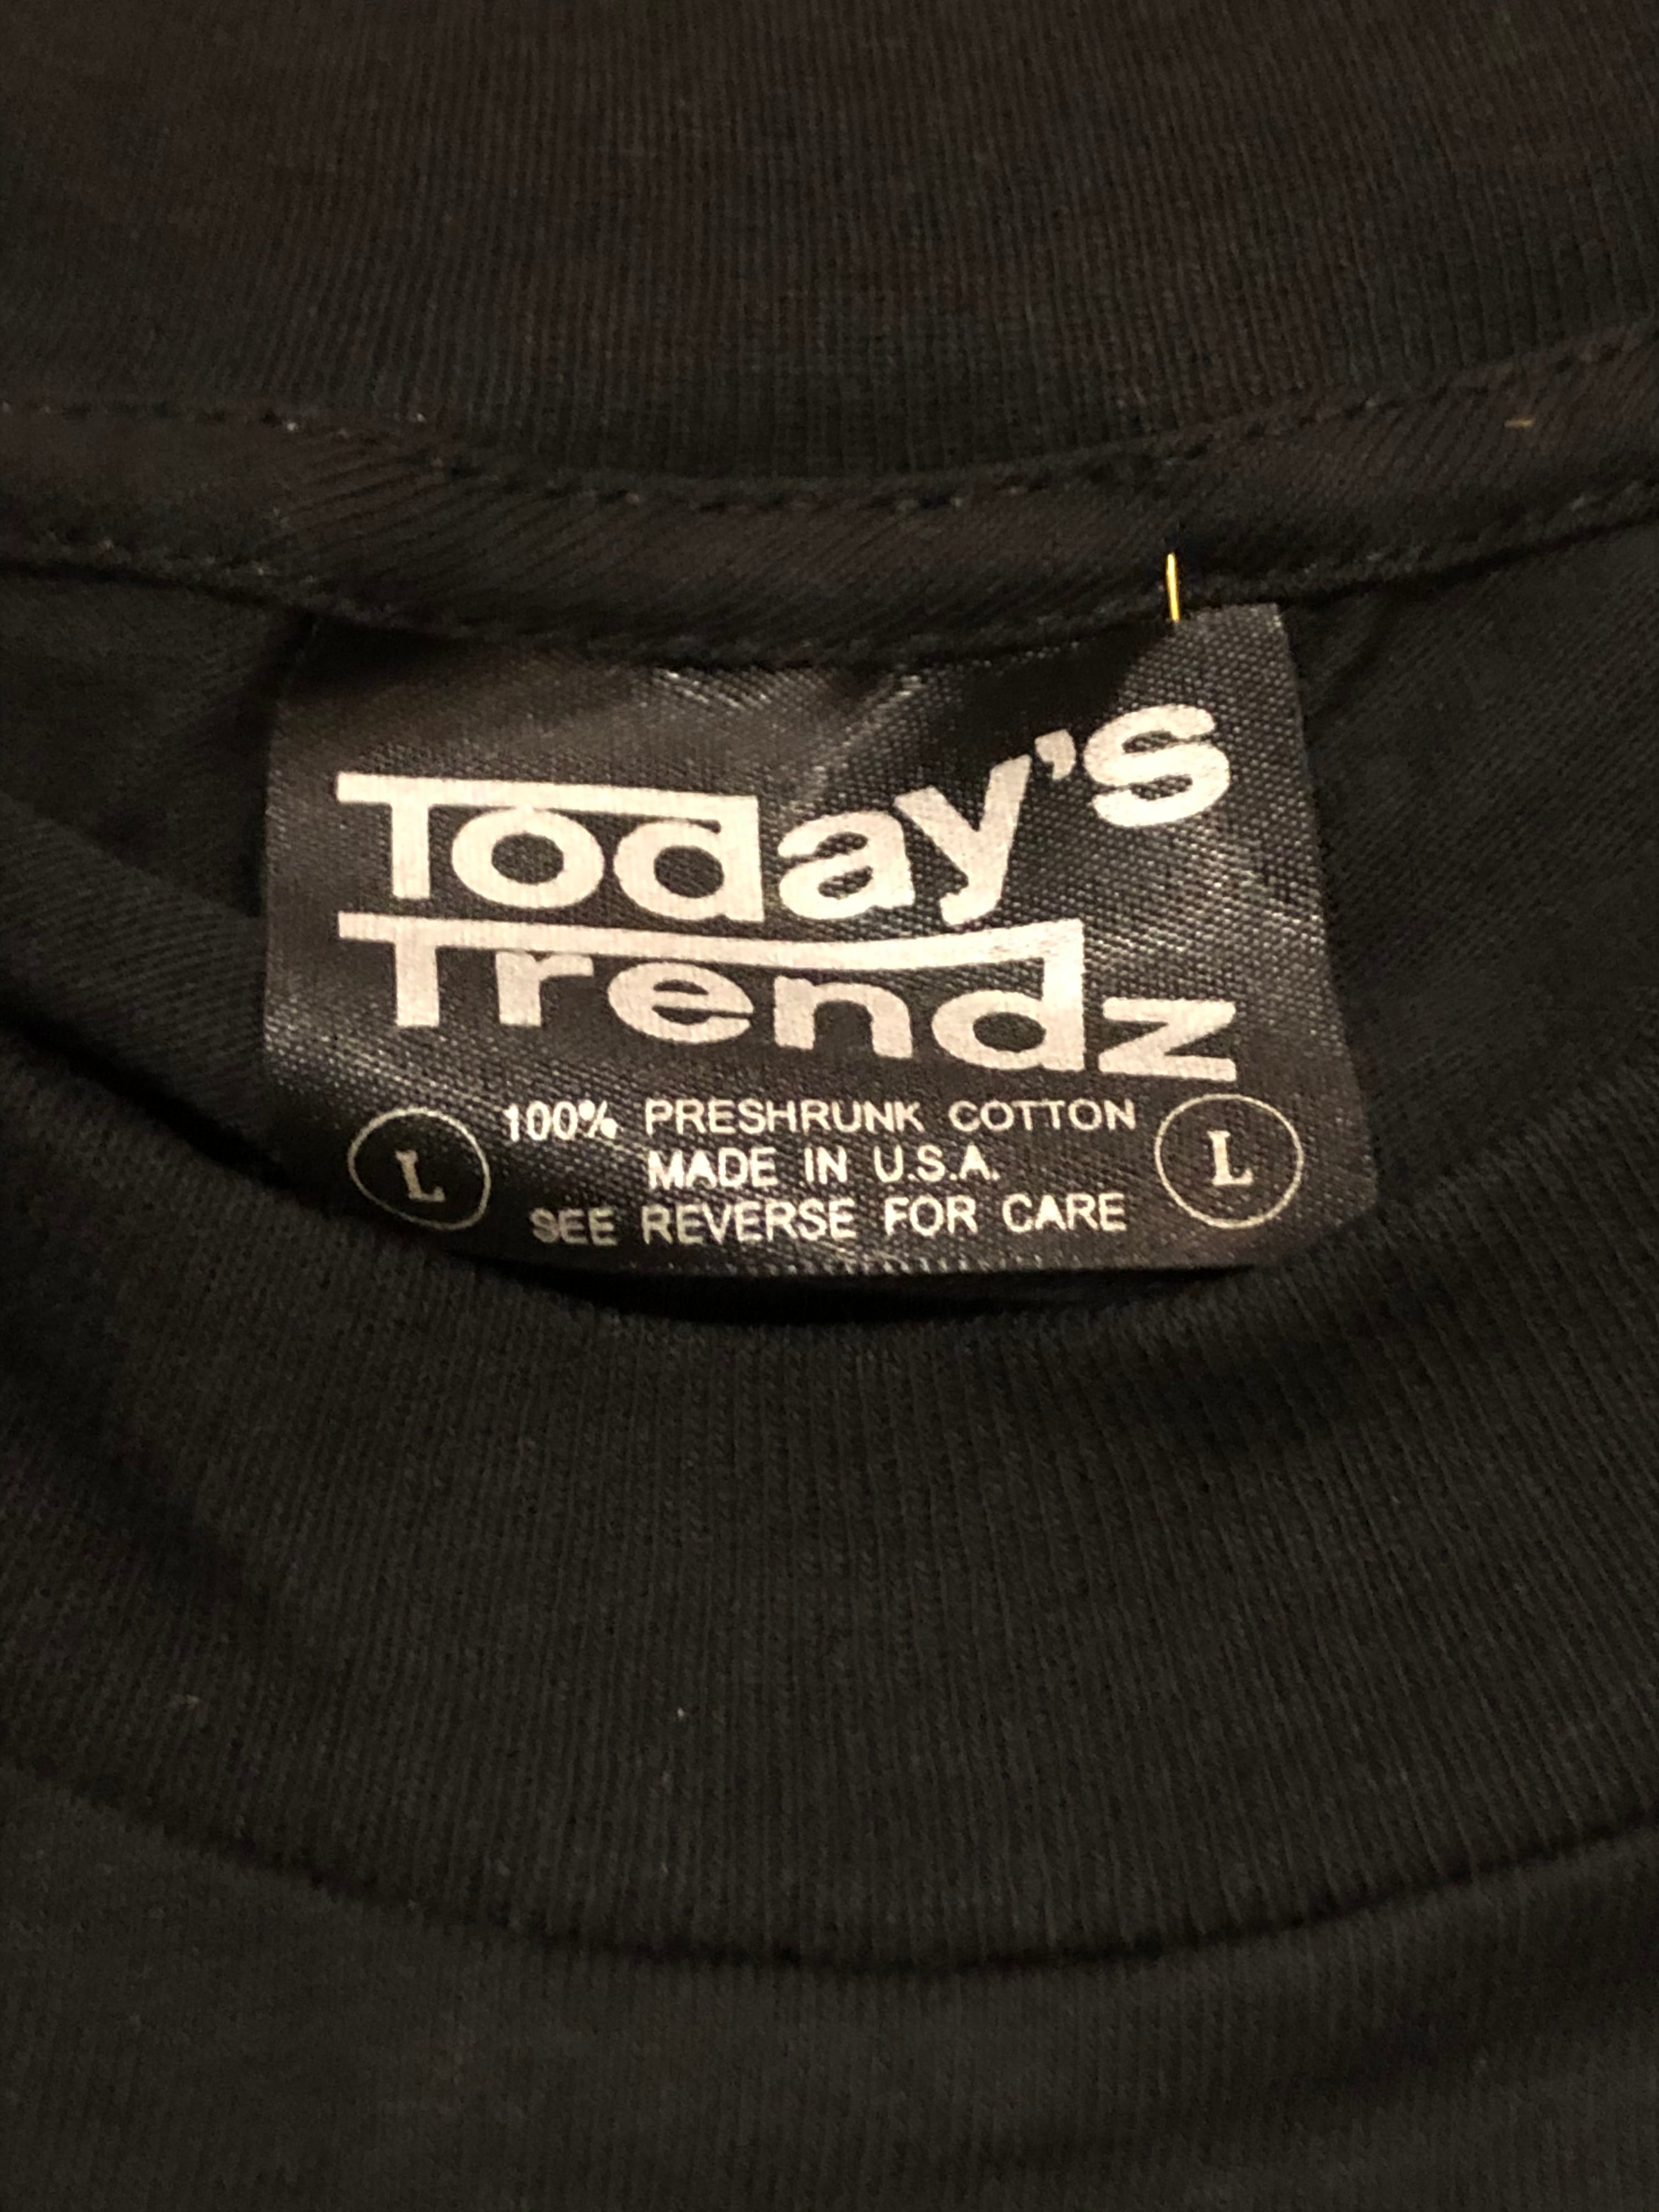 Today's
Trendz
100% PRESHRUNK COTTON
L MADE IN U.S.A. L
SEE REVERSE FOR CARE